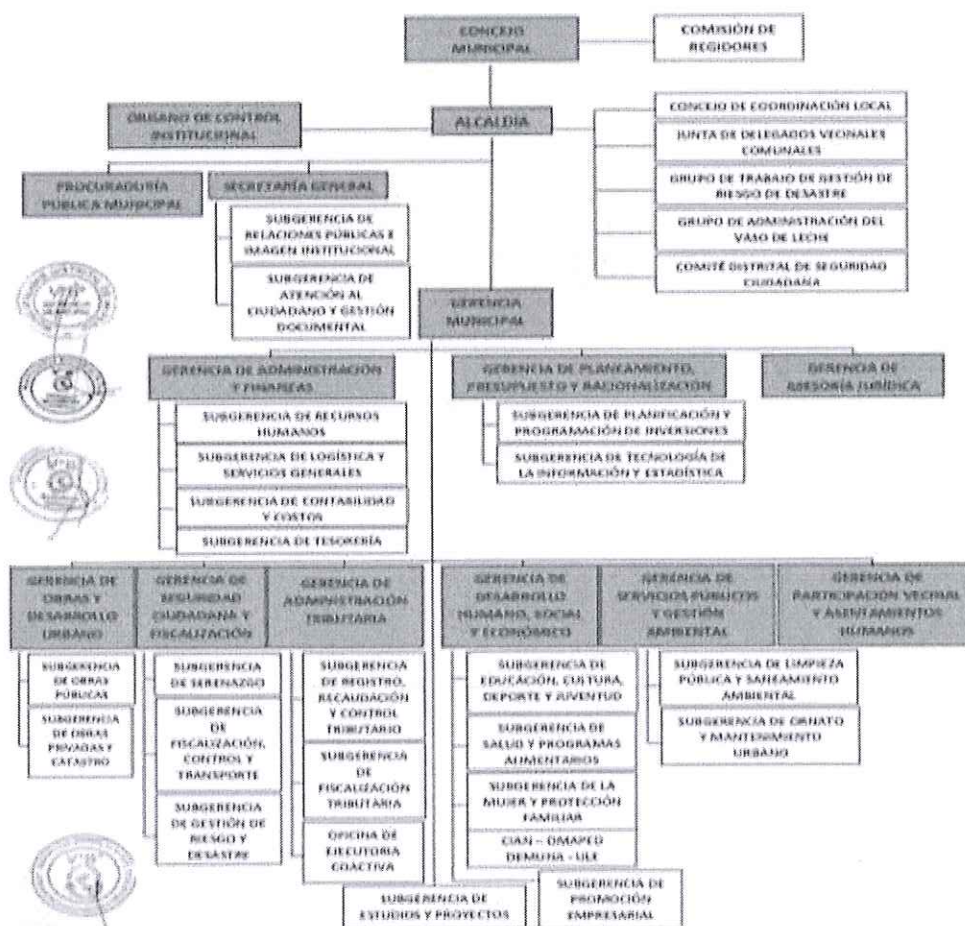 CONCEJO
MUNICIPAL
COMISIÓN DE
REGIDORES
ÓRGANO DE CONTROL
INSTITUCIONAL
ALCALDIA
CONCEJO DE COORDINACIÓN LOCAL
JUNTA DE DELEGADOS VECINALES
COMUNALES
GRUPO DE TRABAJO DE GESTIÓN DE
RIESGO DE DESASTRE
GRUPO DE ADMINISTRACIÓN DEL
VASO DE LECHE
COMITÉ DISTRITAL DE SEGURIDAD
CIUDADANA
PROCURADURÍA
PÚBLICA MUNICIPAL
SECRETARÍA GENERAL
SUBGERENCIA DE
RELACIONES PÚBLICAS E
IMÁGEN INSTITUCIONAL
SUBGERENCIA DE
ATENCIÓN AL
CIUDADANO Y GESTIÓN
DOCUMENTAL
GERENCIA
MUNICIPAL
GERENCIA DE ADMINISTRACIÓN
Y FINANZAS
SUBGERENCIA DE RECURSOS
HUMANOS
SUBGERENCIA DE LOGÍSTICA Y
SERVICIOS GENERALES
SUBGERENCIA DE CONTABILIDAD
Y COSTOS
SUBGERENCIA DE TESORERÍA
GERENCIA DE PLANEAMIENTO,
PRESUPUESTO Y RACIONALIZACIÓN
SUBGERENCIA DE PLANIFICACIÓN Y
PROGRAMACIÓN DE INVERSIONES
SUBGERENCIA DE TECNOLOGÍA DE
LA INFORMACIÓN Y ESTADÍSTICA
GERENCIA DE
ASESORÍA JURÍDICA
GERENCIA DE
OBRAS Y
DESARROLLO
URBANO
SUBGERENCIA
DE OBRAS
PÚBLICAS
SUBGERENCIA
DE OBRAS
PRIVADAS Y
CATASTRO
GERENCIA DE
SEGURIDAD
CIUDADANA Y
FISCALIZACIÓN
SUBGERENCIA
DE SERENAZGO
SUBGERENCIA
DE
FISCALIZACIÓN,
CONTROL Y
TRANSPORTE
SUBGERENCIA
DE GESTIÓN DE
RIESGO Y
DESASTRE
GERENCIA DE
ADMINISTRACIÓN
TRIBUTARIA
SUBGERENCIA
DE REGISTRO,
RECAUDACIÓN
Y CONTROL
TRIBUTARIO
SUBGERENCIA
DE
FISCALIZACIÓN
TRIBUTARIA
OFICINA DE
EJECUTORIA
COACTIVA
GERENCIA DE
DESARROLLO
HUMANO, SOCIAL
Y ECONÓMICO
SUBGERENCIA DE
EDUCACIÓN, CULTURA,
DEPORTE Y JUVENTUD
SUBGERENCIA DE
SALUD Y PROGRAMAS
ALIMENTARIOS
SUBGERENCIA DE LA
MUJER Y PROTECCIÓN
FAMILIAR
CIAN - OMAPED
DEMUNA - ULE
SUBGERENCIA DE
PROMOCIÓN
EMPRESARIAL
GERENCIA DE
SERVICIOS PÚBLICOS
Y GESTIÓN
AMBIENTAL
SUBGERENCIA DE LIMPIEZA
PÚBLICA Y SANEAMIENTO
AMBIENTAL
SUBGERENCIA DE ORNATO
Y MANTENIMIENTO
URBANO
GERENCIA DE
PARTICIPACIÓN VECINAL
Y ASENTAMIENTOS
HUMANOS
SUBGERENCIA DE
ESTUDIOS Y PROYECTOS